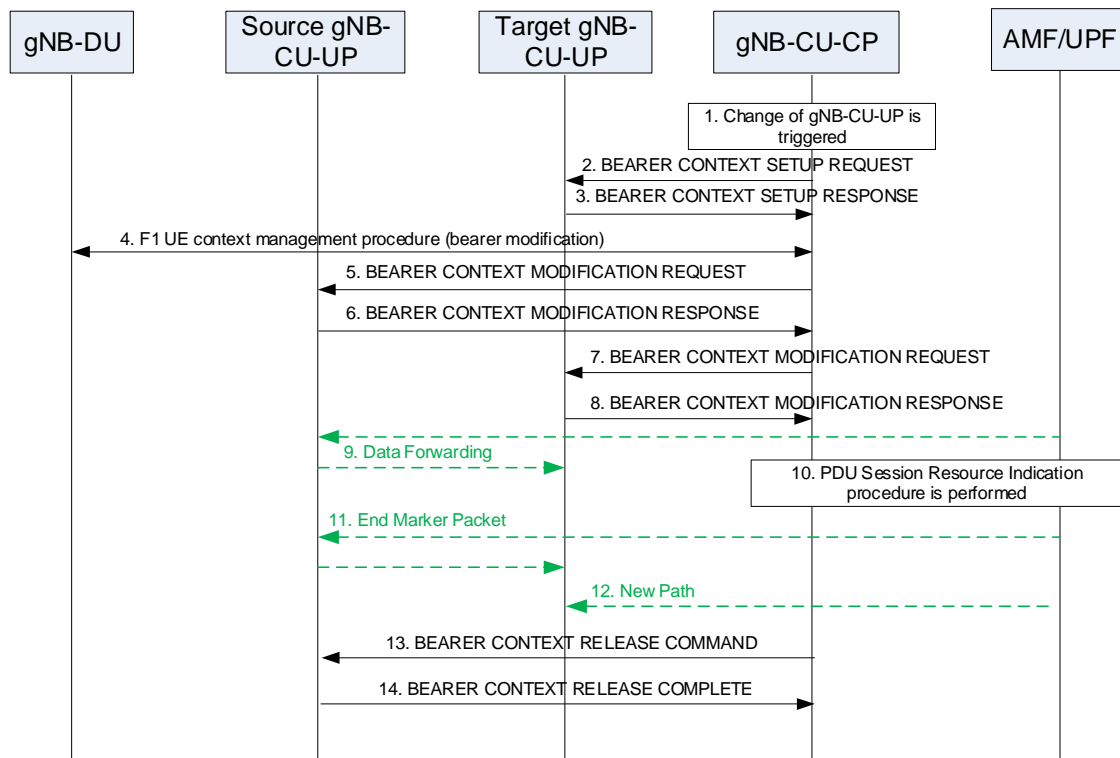 gNB-DU
Source gNB-
CU-UP
Target gNB-
CU-UP
gNB-CU-CP
AMF/UPF
1. Change of gNB-CU-UP is
triggered
2. BEARER CONTEXT SETUP REQUEST
3. BEARER CONTEXT SETUP RESPONSE
4. F1 UE context management procedure (bearer modification)
5. BEARER CONTEXT MODIFICATION REQUEST
6. BEARER CONTEXT MODIFICATION RESPONSE
7. BEARER CONTEXT MODIFICATION REQUEST
8. BEARER CONTEXT MODIFICATION RESPONSE
9. Data Forwarding
10. PDU Session Resource Indication
procedure is performed
11. End Marker Packet
12. New Path
13. BEARER CONTEXT RELEASE COMMAND
14. BEARER CONTEXT RELEASE COMPLETE